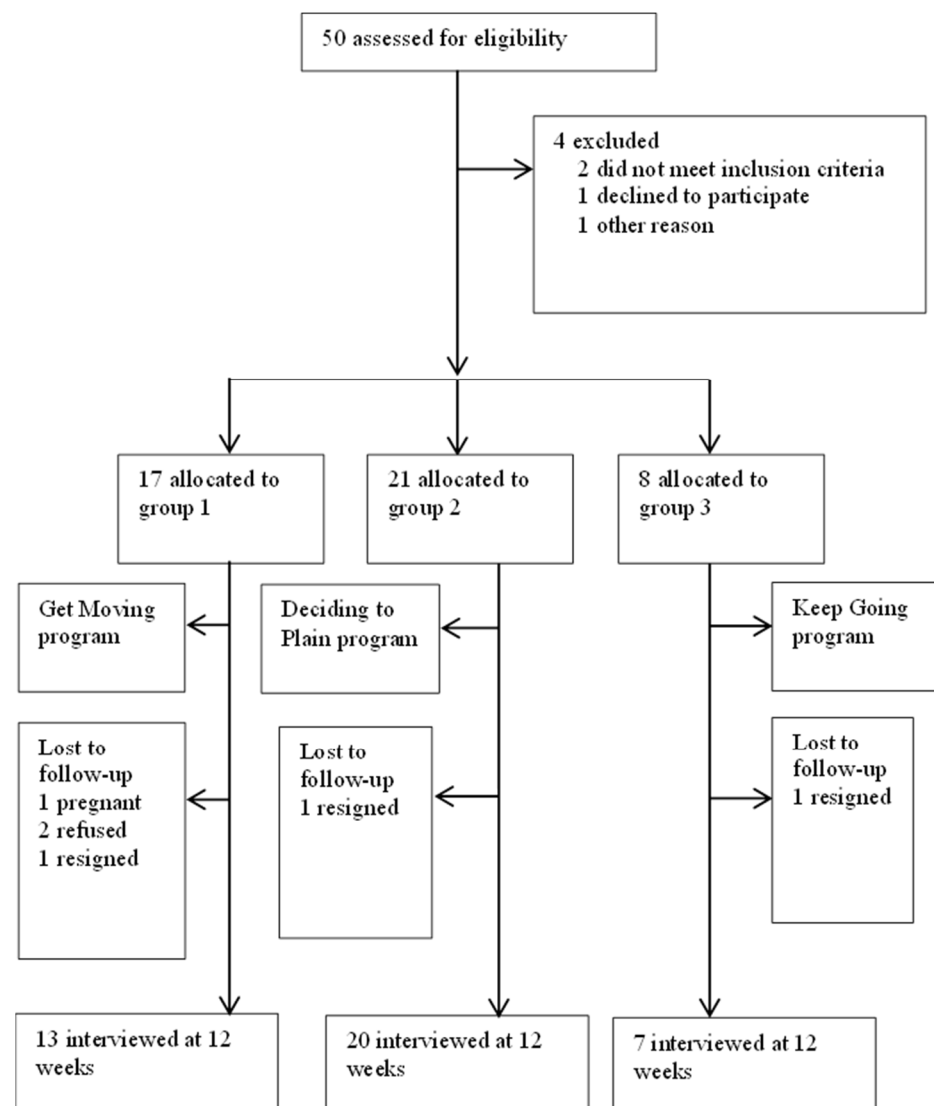 50 assessed for eligibility
4 excluded
2 did not meet inclusion criteria
1 declined to participate
1 other reason
17 allocated to
group 1
21 allocated to
group 2
8 allocated to
group 3
Get Moving
program
Deciding to
Plain program
Keep Going
program
Lost to
follow-up
1 pregnant
2 refused
1 resigned
Lost to
follow-up
1 resigned
Lost to
follow-up
1 resigned
13 interviewed at 12
weeks
20 interviewed at 12
weeks
7 interviewed at 12
weeks